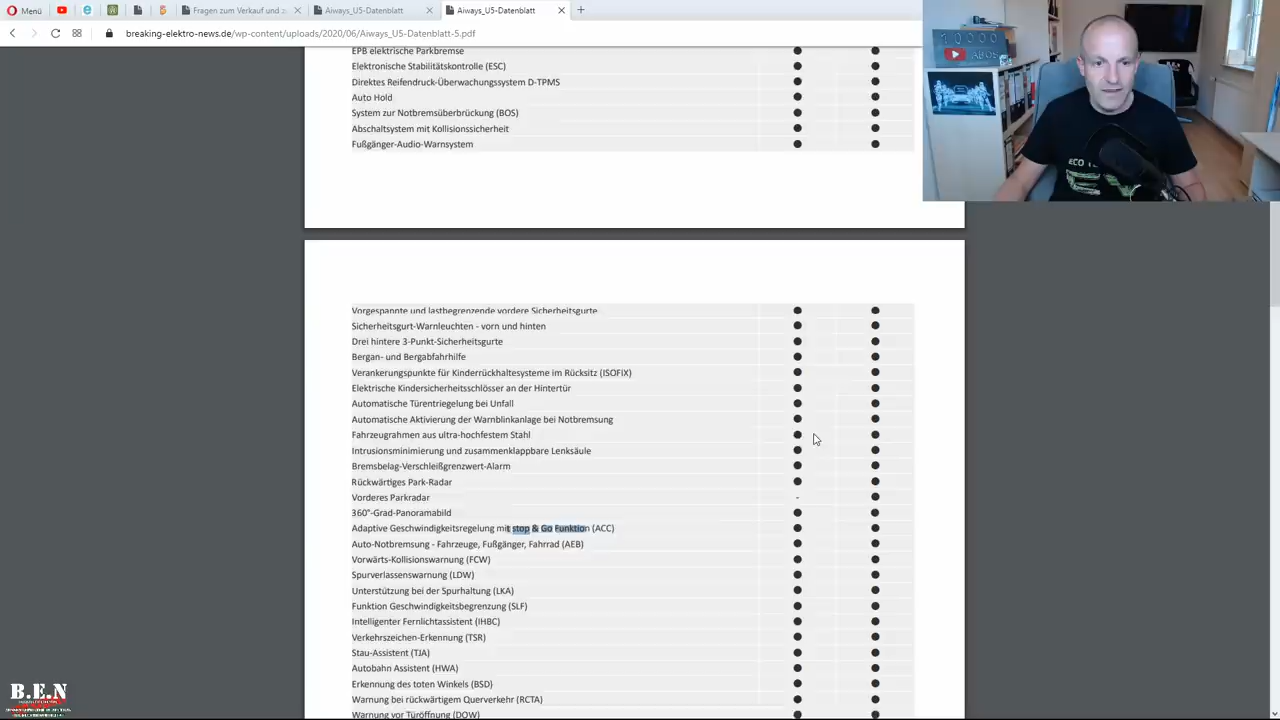 Menü
Fragen zum Verkauf und z
Aiways_U5-Datenblatt
Aiways_U5-Datenblatt
breaking-elektro-news.de/wp-content/uploads/2020/06/Aiways_U5-Datenblatt-5.pdf
10000
EPB elektrische Parkbremse
Elektronische Stabilitätskontrolle (ESC)
Direktes Reifendruck-Überwachungssystem D-TPMS
Auto Hold
System zur Notbremsüberbrückung (BOS)
Abschaltsystem mit Kollisionssicherheit
Fußgänger-Audio-Warnsystem
Vorgespannte und lastbegrenzende vordere Sicherheitsgurte
Sicherheitsgurt-Warnleuchten - vorn und hinten
Drei hintere 3-Punkt-Sicherheitsgurte
Bergan- und Bergabfahrhilfe
Verankerungspunkte für Kinderrückhaltesysteme im Rücksitz (ISOFIX)
Elektrische Kindersicherheitsschlösser an der Hintertür
Automatische Türentriegelung bei Unfall
Automatische Aktivierung der Warnblinkanlage bei Notbremsung
Fahrzeugrahmen aus ultra-hochfestem Stahl
Intrusionsminimierung und zusammenklappbare Lenksäule
Bremsbelag-Verschleißgrenzwert-Alarm
Rückwärtiges Park-Radar
Vorderes Parkradar -
360°-Grad-Panoramabild
Adaptive Geschwindigkeitsregelung mit stop & Go Funktion (ACC)
Auto-Notbremsung - Fahrzeuge, Fußgänger, Fahrrad (AEB)
Vorwärts-Kollisionswarnung (FCW)
Spurverlassenswarnung (LDW)
Unterstützung bei der Spurhaltung (LKA)
Funktion Geschwindigkeitsbegrenzung (SLF)
Intelligenter Fernlichtassistent (IHBC)
Verkehrszeichen-Erkennung (TSR)
Stau-Assistent (TJA)
Autobahn Assistent (HWA)
Erkennung des toten Winkels (BSD)
Warnung bei rückwärtigem Querverkehr (RCTA)
Warnung vor Türöffnung (DOW)
B.E.N